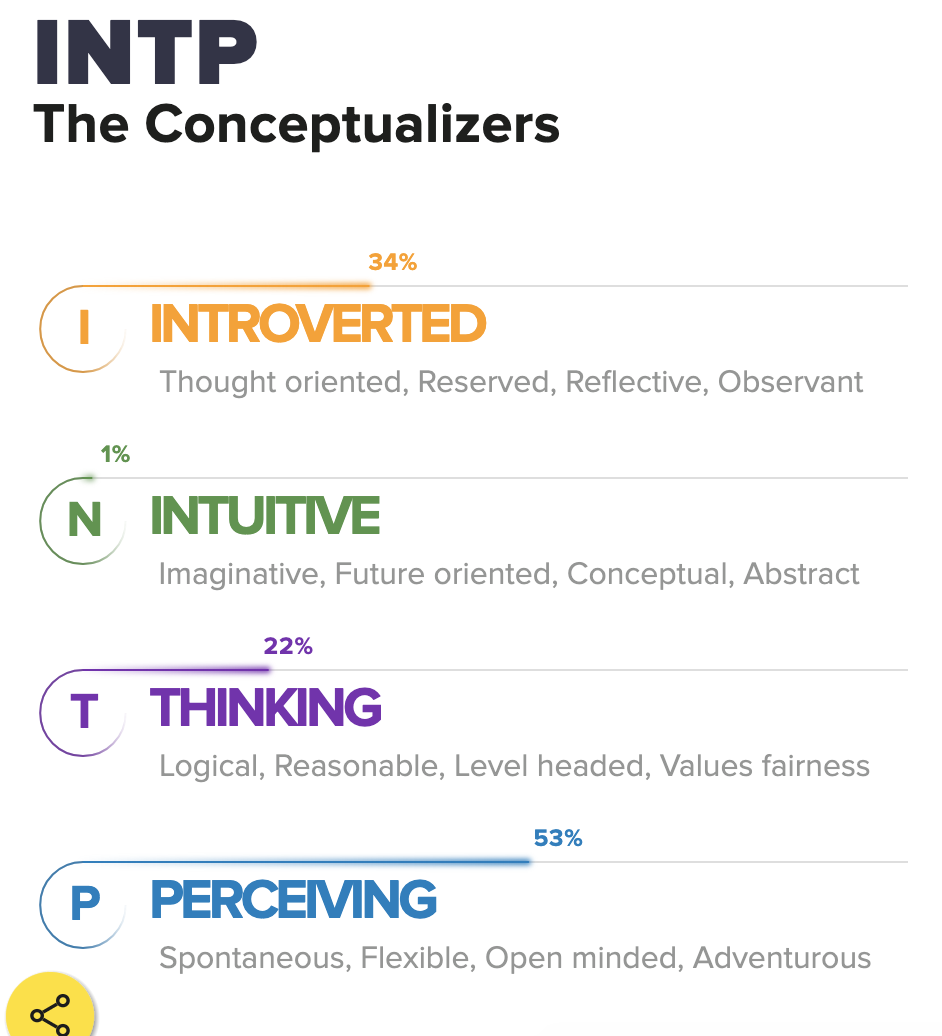 INTP
The Conceptualizers
34%
I INTROVERTED
Thought oriented, Reserved, Reflective, Observant
1%
N INTUITIVE
Imaginative, Future oriented, Conceptual, Abstract
22%
T THINKING
Logical, Reasonable, Level headed, Values fairness
53%
P PERCEIVING
Spontaneous, Flexible, Open minded, Adventurous